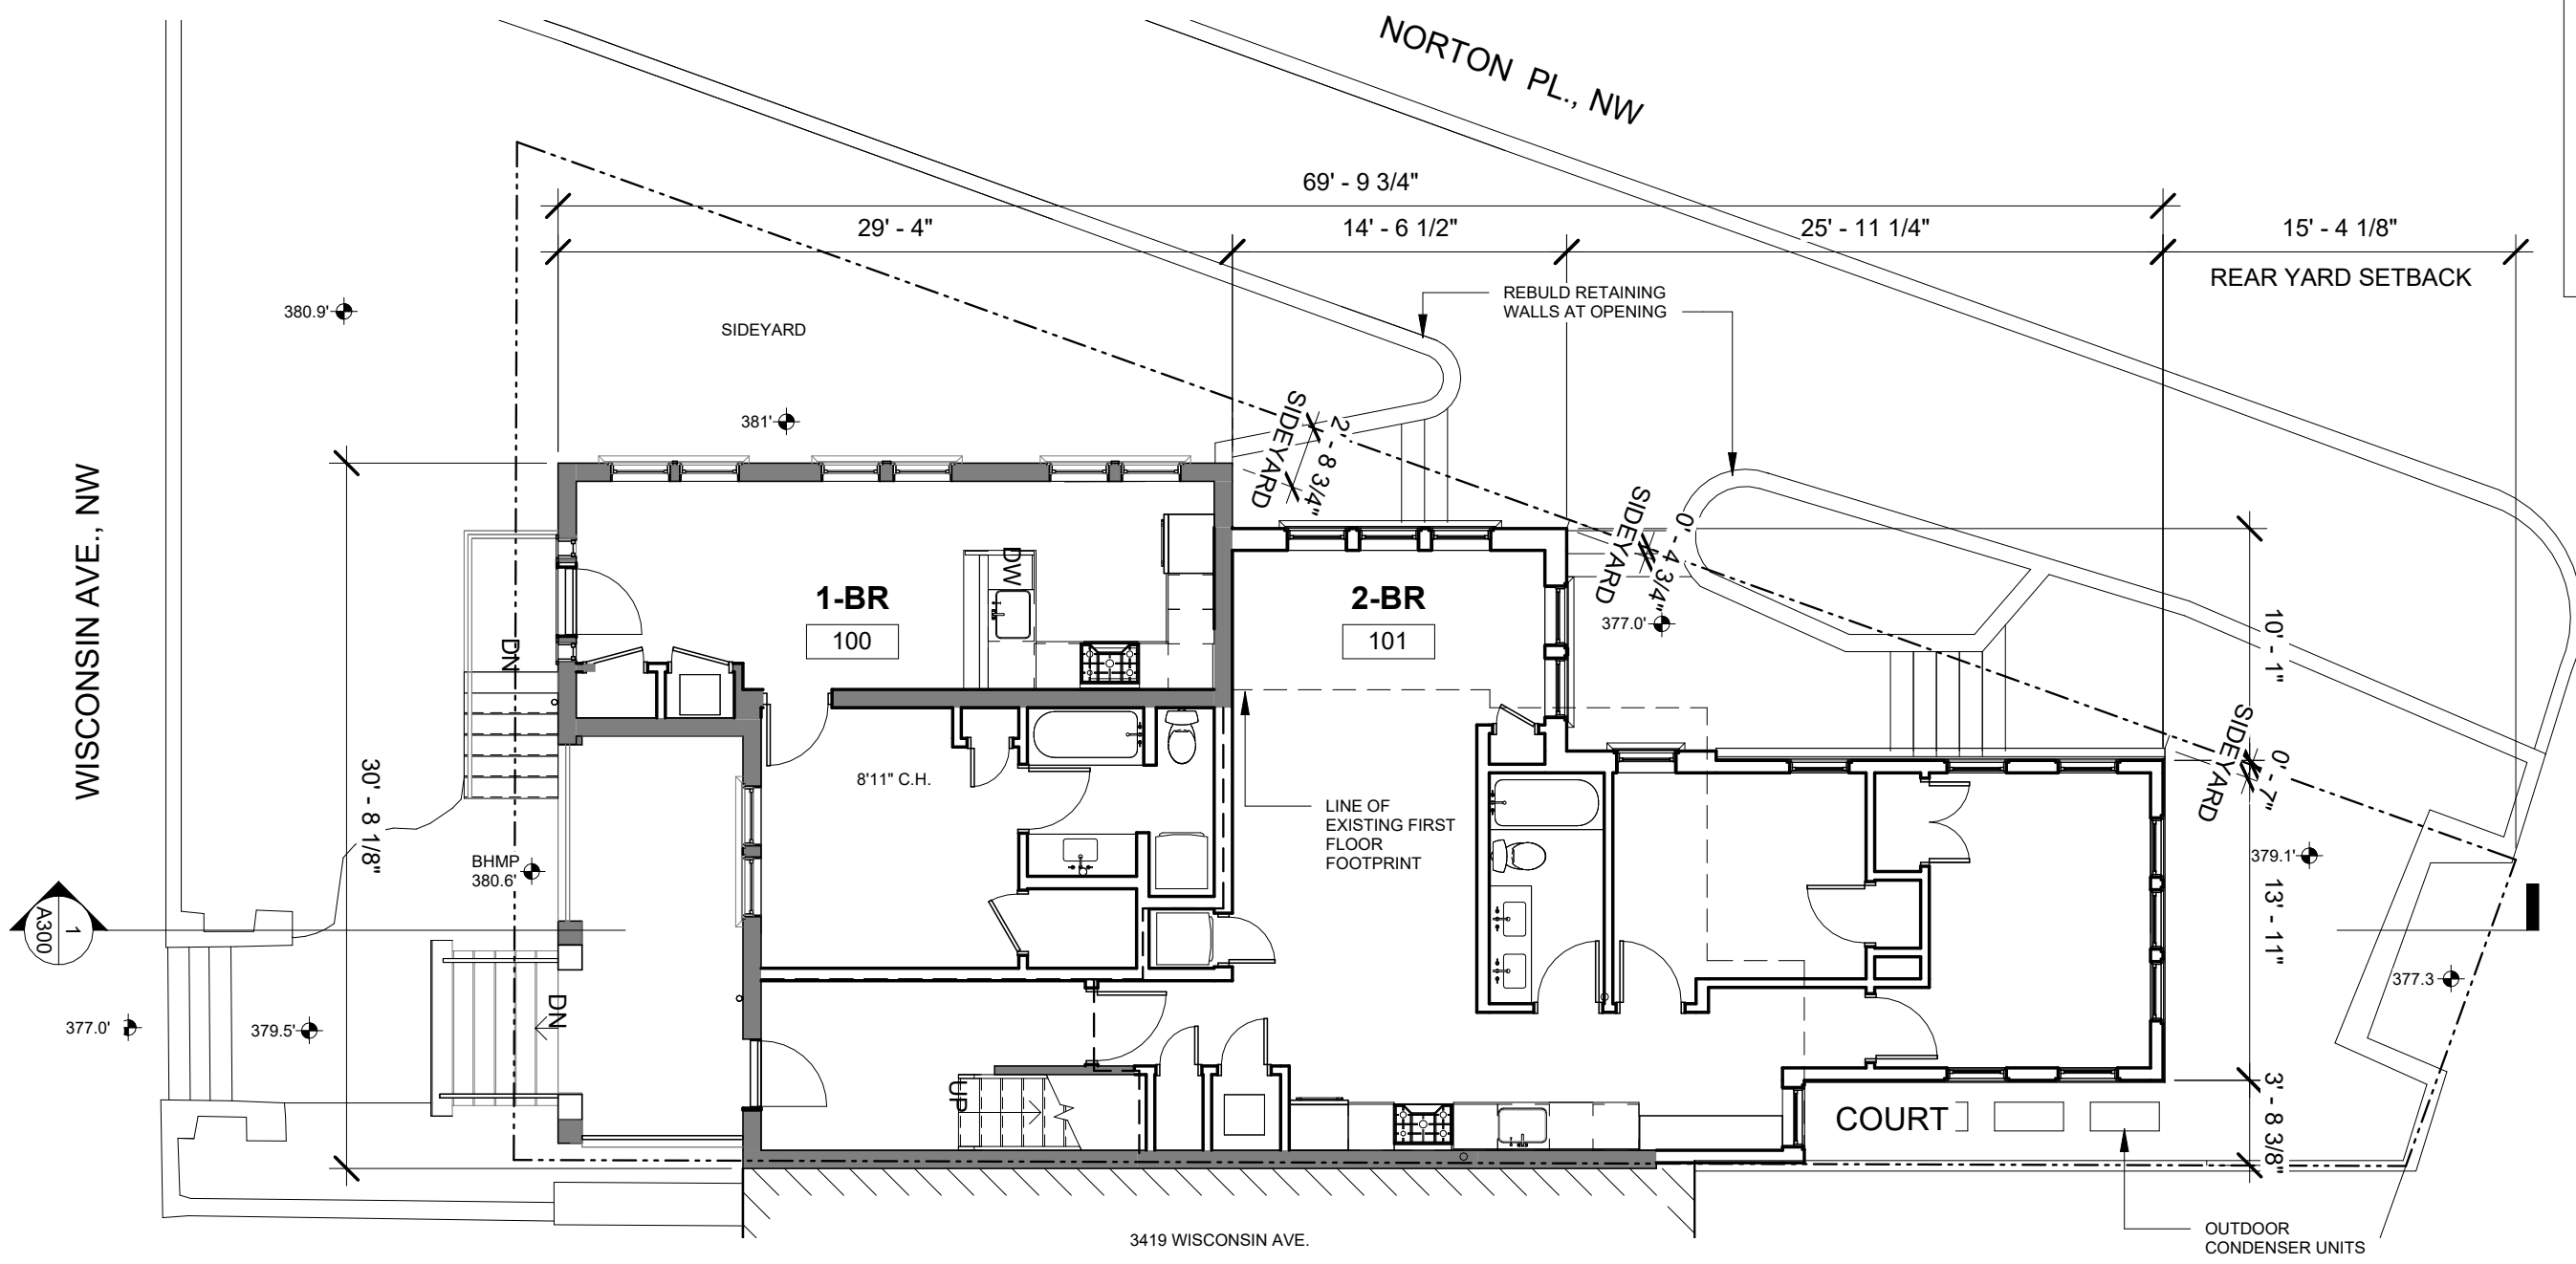 NORTON PL., NW
69' - 9 3/4"
29' - 4"
14' - 6 1/2"
25' - 11 1/4"
15' - 4 1/8"
REAR YARD SETBACK
REBULD RETAINING
WALLS AT OPENING
380.9'
SIDEYARD
381'
SIDEYARD
2' - 8 3/4"
SIDEYARD
0' - 4 3/4"
WISCONSIN AVE., NW
DW
1-BR
100
2-BR
101
377.0'
10' - 1"
DN
SIDEYARD
0' - 7"
30' - 8 1/8"
8'11" C.H.
LINE OF
EXISTING FIRST
FLOOR
FOOTPRINT
BHMP
380.6'
379.1'
1
A300
13' - 11"
377.3
377.0'
379.5'
DN
UP
COURT
3' - 8 3/8"
3419 WISCONSIN AVE.
OUTDOOR
CONDENSER UNITS